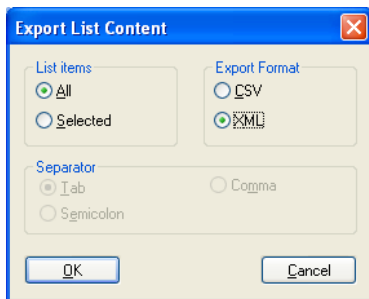 Export List Content
List items
All
Selected
Export Format
CSV
XML
Separator
Tab
Comma
Semicolon
OK
Cancel